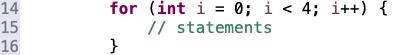 14 for (int i = 0; i < 4; i++) {
15 // statements
16 }